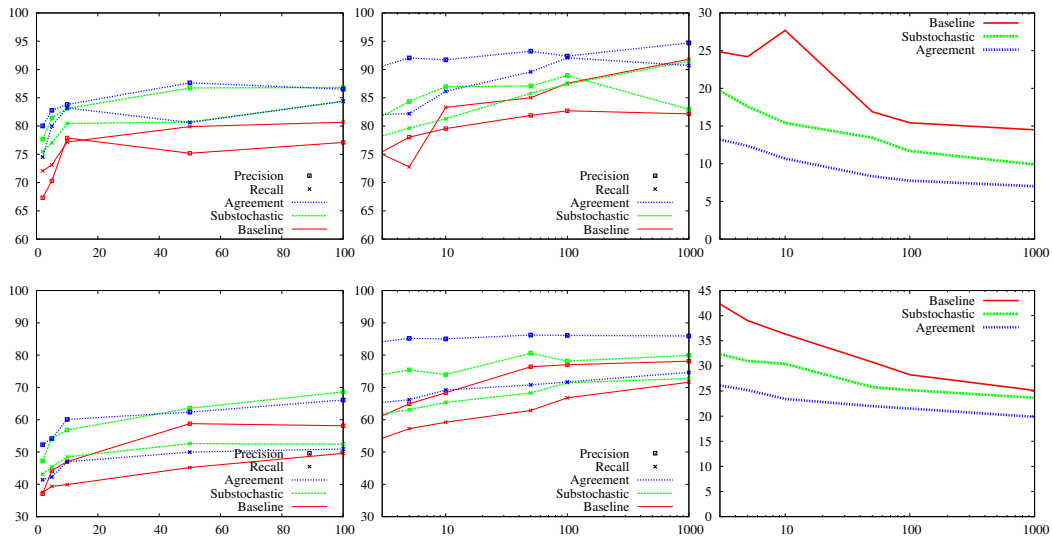 100
95
90
85
80
75
70
65
60
0 20 40 60 80 100
Precision
Recall
Agreement
Substochastic
Baseline
100
95
90
85
80
75
70
65
60
10 100 1000
Precision
Recall
Agreement
Substochastic
Baseline
30
25
20
15
10
5
0
10 100 1000
Baseline
Substochastic
Agreement
100
90
80
70
60
50
40
30
0 20 40 60 80 100
Precision
Recall
Agreement
Substochastic
Baseline
100
90
80
70
60
50
40
30
10 100 1000
Precision
Recall
Agreement
Substochastic
Baseline
45
40
35
30
25
20
15
10
5
0
10 100 1000
Baseline
Substochastic
Agreement